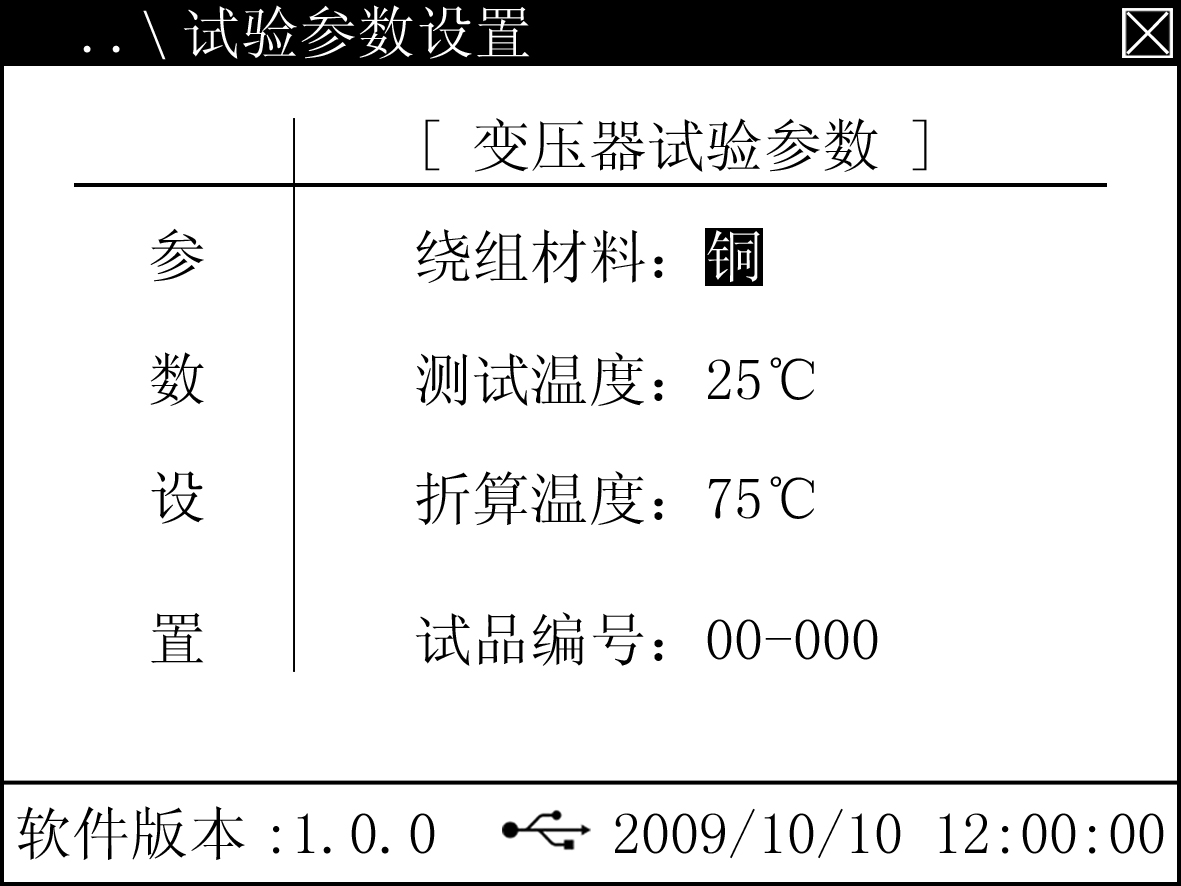 ..\试验参数设置
[ 变压器试验参数 ]
参 绕组材料：铜
数 测试温度：25℃
设 折算温度：75℃
置 试品编号：00-000
软件版本:1.0.0 2009/10/10 12:00:00